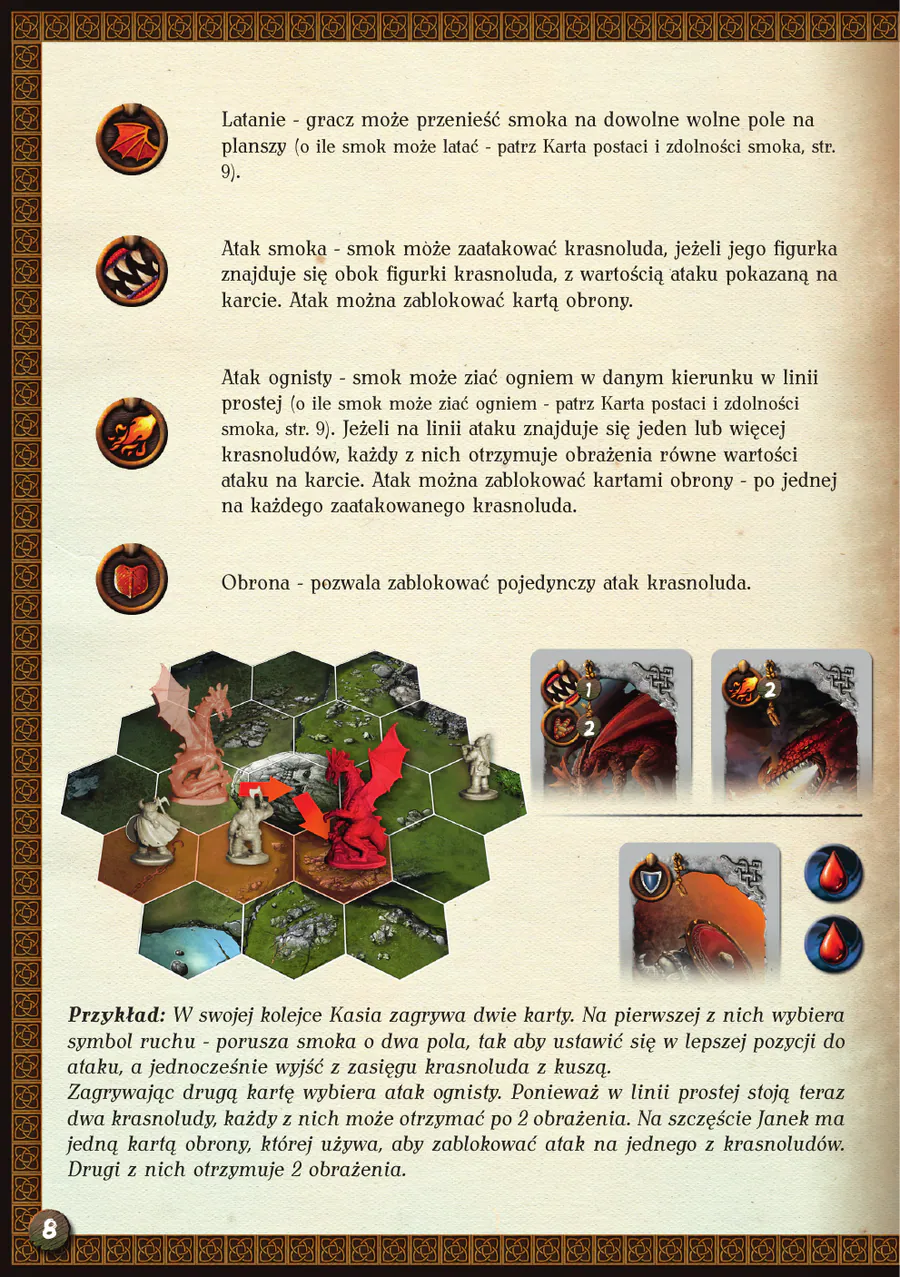 Latanie - gracz może przenieść smoka na dowolne wolne pole na
planszy (o ile smok może latać - patrz Karta postaci i zdolności smoka, str.
9).
Atak smoka - smok może zaatakować krasnoluda, jeżeli jego figurka
znajduje się obok figurki krasnoluda, z wartością ataku pokazaną na
karcie. Atak można zablokować kartą obrony.
Atak ognisty - smok może ziać ogniem w danym kierunku w linii
prostej (o ile smok może ziać ogniem - patrz Karta postaci i zdolności
smoka, str. 9). Jeżeli na linii ataku znajduje się jeden lub więcej
krasnoludów, każdy z nich otrzymuje obrażenia równe wartości
ataku na karcie. Atak można zablokować kartami obrony - po jednej
na każdego zaatakowanego krasnoluda.
Obrona - pozwala zablokować pojedynczy atak krasnoluda.
1
2
2
Przykład: W swojej kolejce Kasia zagrywa dwie karty. Na pierwszej z nich wybiera
symbol ruchu - porusza smoka o dwa pola, tak aby ustawić się w lepszej pozycji do
ataku, a jednocześnie wyjść z zasięgu krasnoluda z kuszą.
Zagrywając drugą kartę wybiera atak ognisty. Ponieważ w linii prostej stoją teraz
dwa krasnoludy, każdy z nich może otrzymać po 2 obrażenia. Na szczęście Janek ma
jedną kartą obrony, której używa, aby zablokować atak na jednego z krasnoludów.
Drugi z nich otrzymuje 2 obrażenia.
8